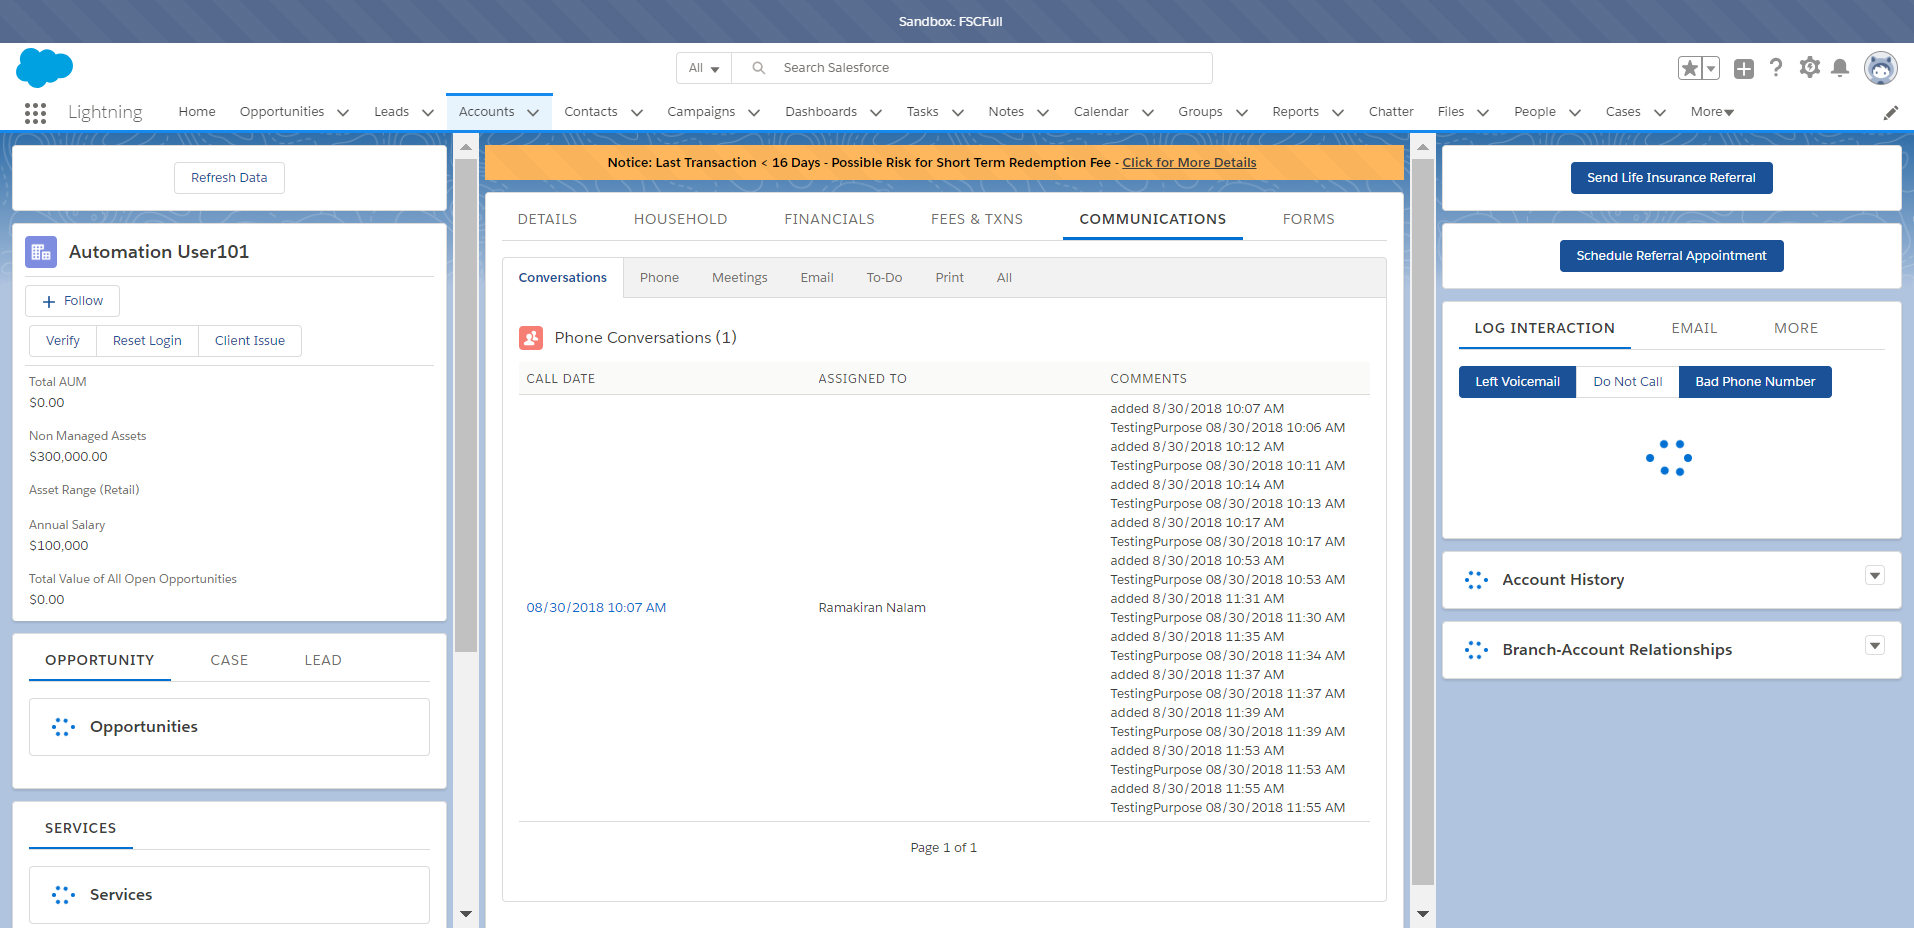 Sandbox: FSCFull
All
Search Salesforce
Lightning
Home
Opportunities
Leads
Accounts
Contacts
Campaigns
Dashboards
Tasks
Notes
Calendar
Groups
Reports
Chatter
Files
People
Cases
More
Refresh Data
Automation User101
Follow
Verify
Reset Login
Client Issue
Total AUM
$0.00
Non Managed Assets
$300,000.00
Asset Range (Retail)
Annual Salary
$100,000
Total Value of All Open Opportunities
$0.00
OPPORTUNITY
CASE
LEAD
Opportunities
SERVICES
Services
Notice: Last Transaction < 16 Days - Possible Risk for Short Term Redemption Fee - Click for More Details
DETAILS
HOUSEHOLD
FINANCIALS
FEES & TXNS
COMMUNICATIONS
FORMS
Conversations
Phone
Meetings
Email
To-Do
Print
All
Phone Conversations (1)
CALL DATE
ASSIGNED TO
COMMENTS
08/30/2018 10:07 AM
Ramakiran Nalam
added 8/30/2018 10:07 AM
TestingPurpose 08/30/2018 10:06 AM
added 8/30/2018 10:12 AM
TestingPurpose 08/30/2018 10:11 AM
added 8/30/2018 10:14 AM
TestingPurpose 08/30/2018 10:13 AM
added 8/30/2018 10:17 AM
TestingPurpose 08/30/2018 10:17 AM
added 8/30/2018 10:53 AM
TestingPurpose 08/30/2018 10:53 AM
added 8/30/2018 11:31 AM
TestingPurpose 08/30/2018 11:30 AM
added 8/30/2018 11:35 AM
TestingPurpose 08/30/2018 11:34 AM
added 8/30/2018 11:37 AM
TestingPurpose 08/30/2018 11:37 AM
added 8/30/2018 11:39 AM
TestingPurpose 08/30/2018 11:39 AM
added 8/30/2018 11:53 AM
TestingPurpose 08/30/2018 11:53 AM
added 8/30/2018 11:55 AM
TestingPurpose 08/30/2018 11:55 AM
Page 1 of 1
Send Life Insurance Referral
Schedule Referral Appointment
LOG INTERACTION
EMAIL
MORE
Left Voicemail
Do Not Call
Bad Phone Number
Account History
Branch-Account Relationships